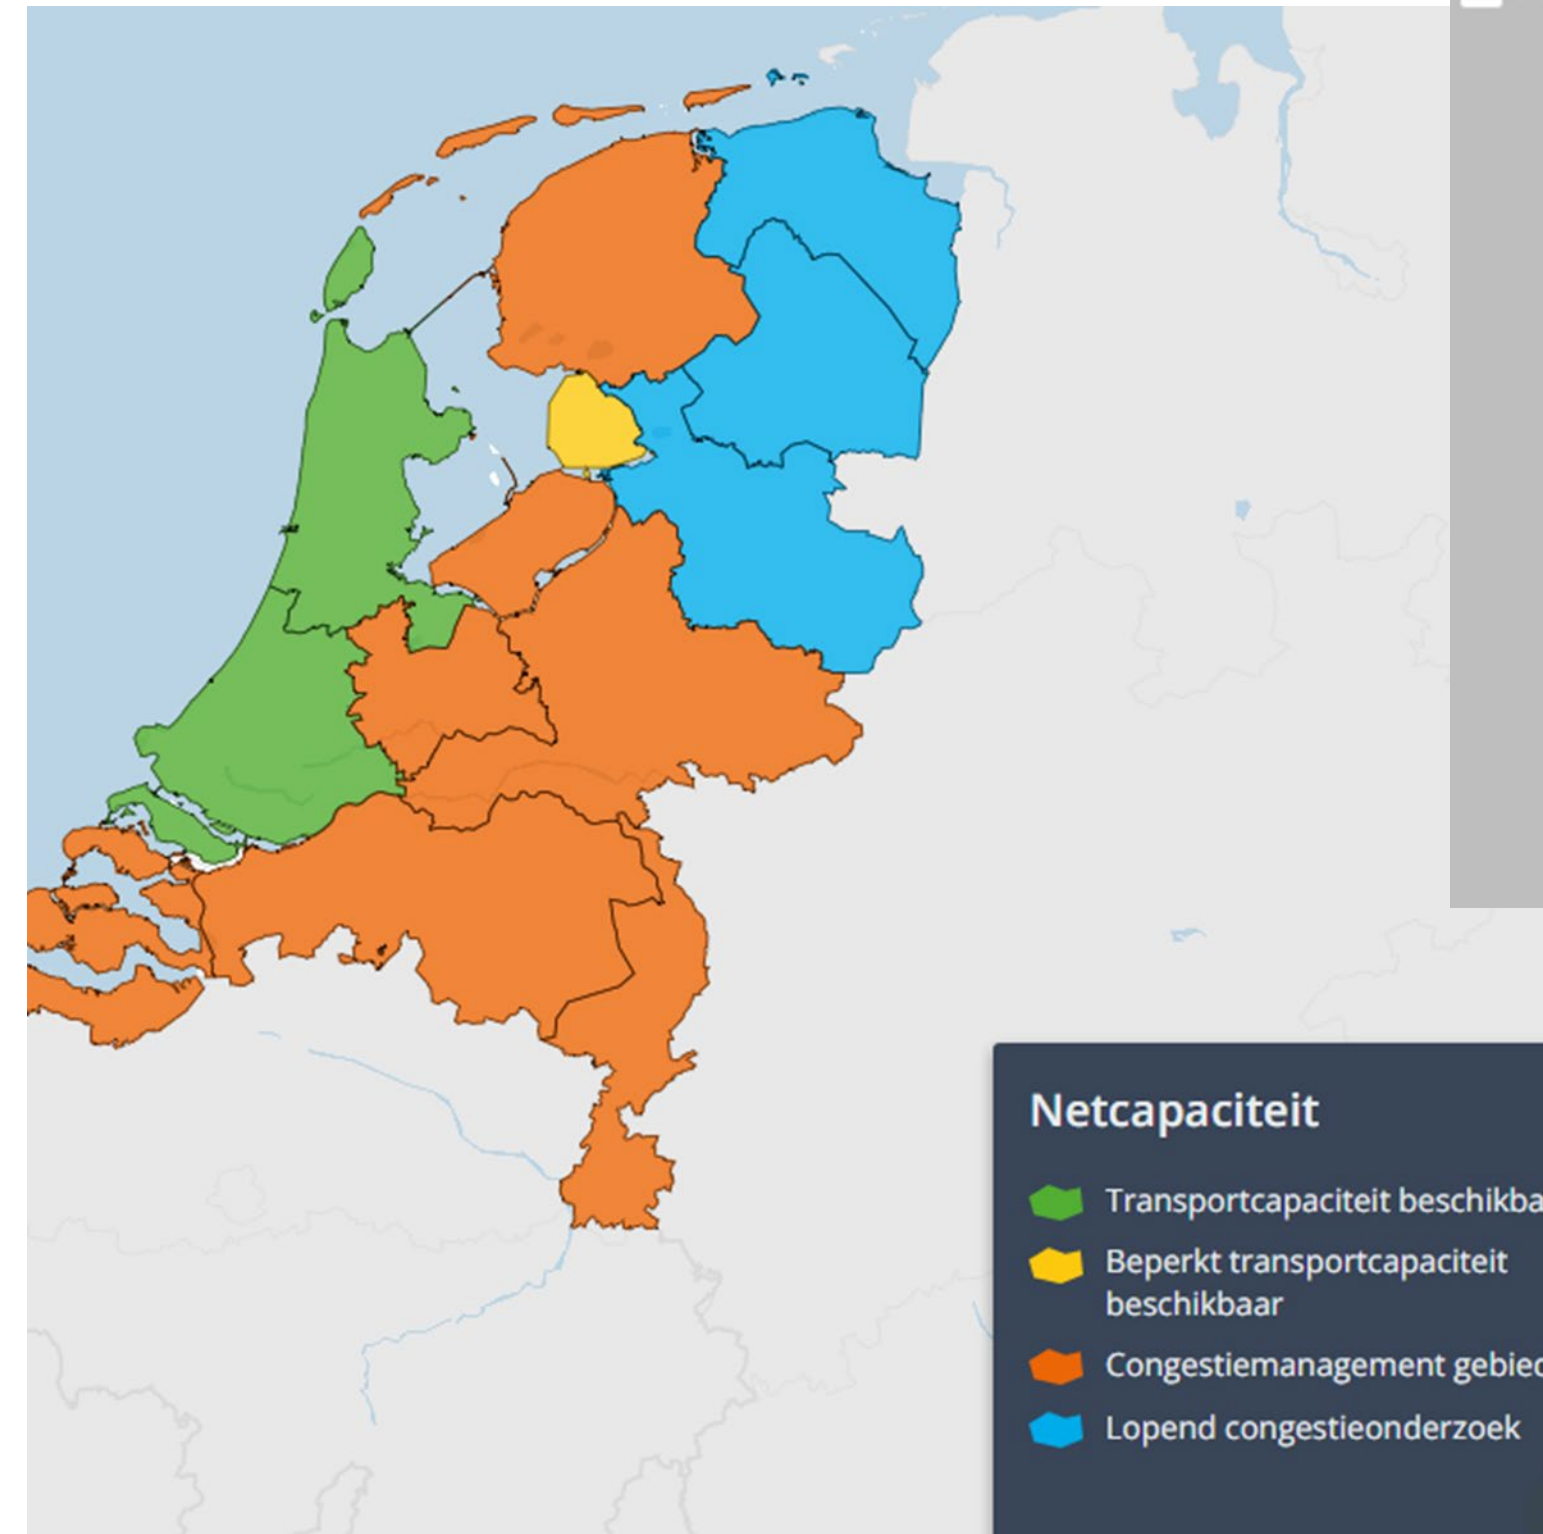 Netcapaciteit
Transportcapaciteit beschikba
Beperkt transportcapaciteit
beschikbaar
Congestiemanagement gebied
Lopend congestieonderzoek